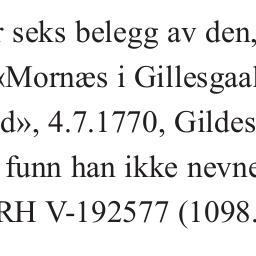 r seks belegg av den,
«Mornæs i Gillesgaal
d», 4.7.1770, Gildes
funn han ikke nevne
RH V-192577 (1098.